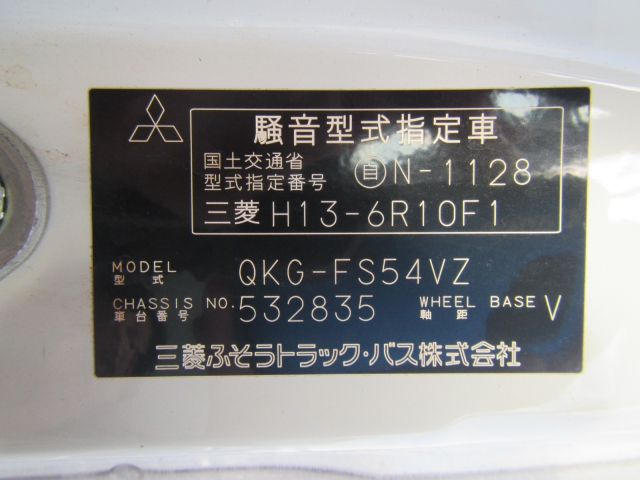 騒音型式指定車
国土交通省
型式指定番号 自 N-1128
三菱 H13-6R10F1
MODEL
型式 QKG-FS54VZ
CHASSIS NO. 532835 WHEEL BASE V
車台番号 軸距
三菱ふそうトラック・バス株式会社